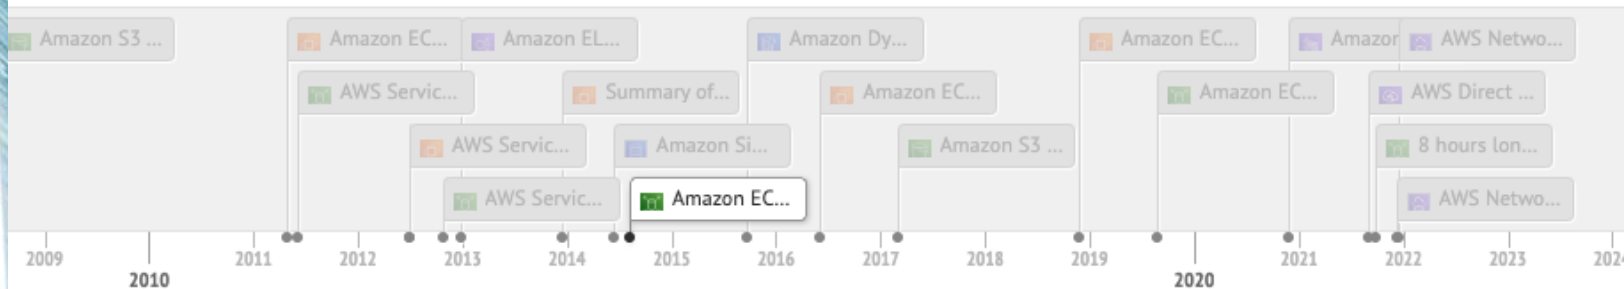 Amazon S3 ...
Amazon EC...
Amazon EL...
Amazon Dy...
Amazon EC...
Amazon
AWS Netwo...
AWS Servic...
Summary of...
Amazon EC...
Amazon EC...
AWS Direct ...
AWS Servic...
Amazon Si...
Amazon S3 ...
8 hours lon...
AWS Servic...
Amazon EC...
AWS Netwo...
2009 2011 2012 2013 2014 2015 2016 2017 2018 2019 2021 2022 2023 202
2010 2020